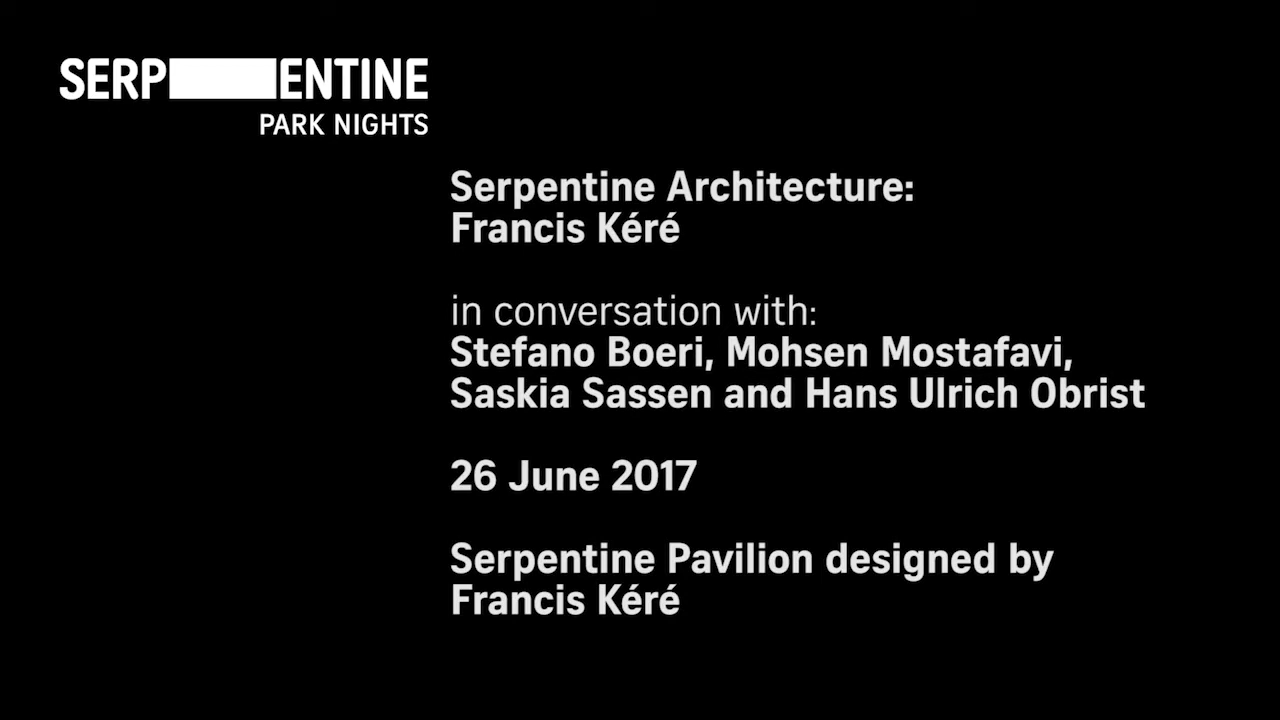 SERPENTINE
PARK NIGHTS
Serpentine Architecture:
Francis Kéré
in conversation with:
Stefano Boeri, Mohsen Mostafavi,
Saskia Sassen and Hans Ulrich Obrist
26 June 2017
Serpentine Pavilion designed by
Francis Kéré